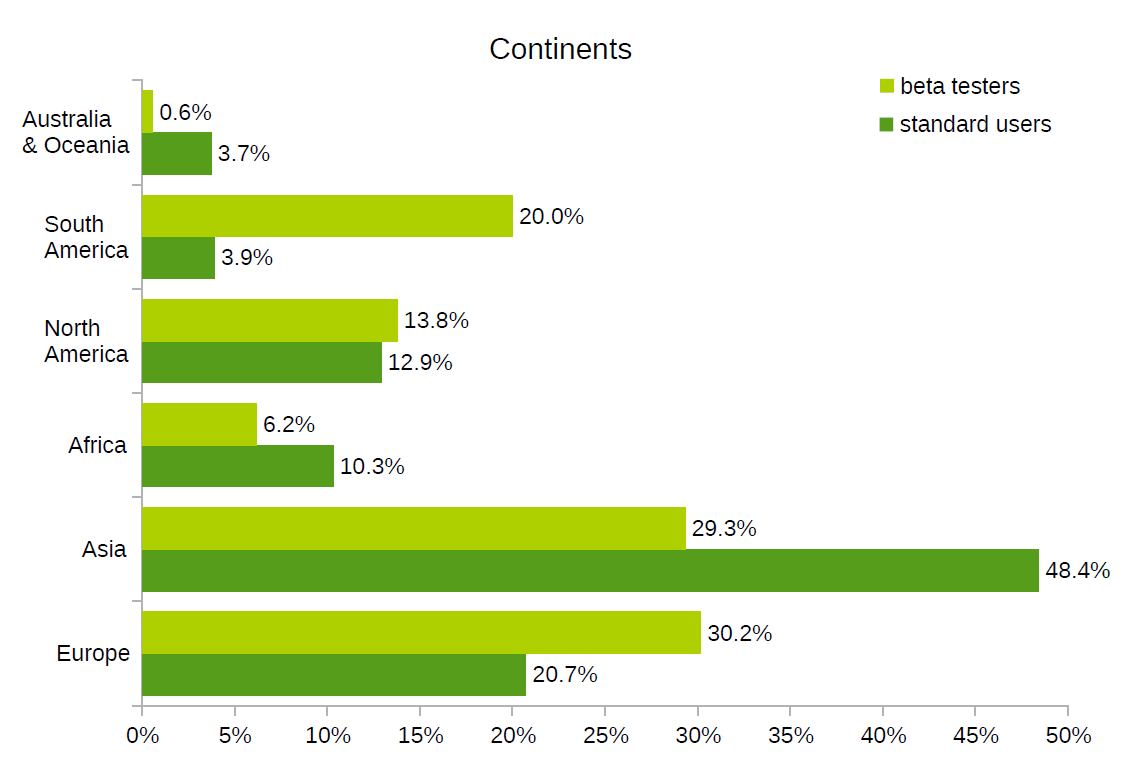 Continents
beta testers
standard users
Australia
& Oceania
0.6%
3.7%
South
America
20.0%
3.9%
North
America
13.8%
12.9%
Africa
6.2%
10.3%
Asia
29.3%
48.4%
Europe
30.2%
20.7%
0% 5% 10% 15% 20% 25% 30% 35% 40% 45% 50%